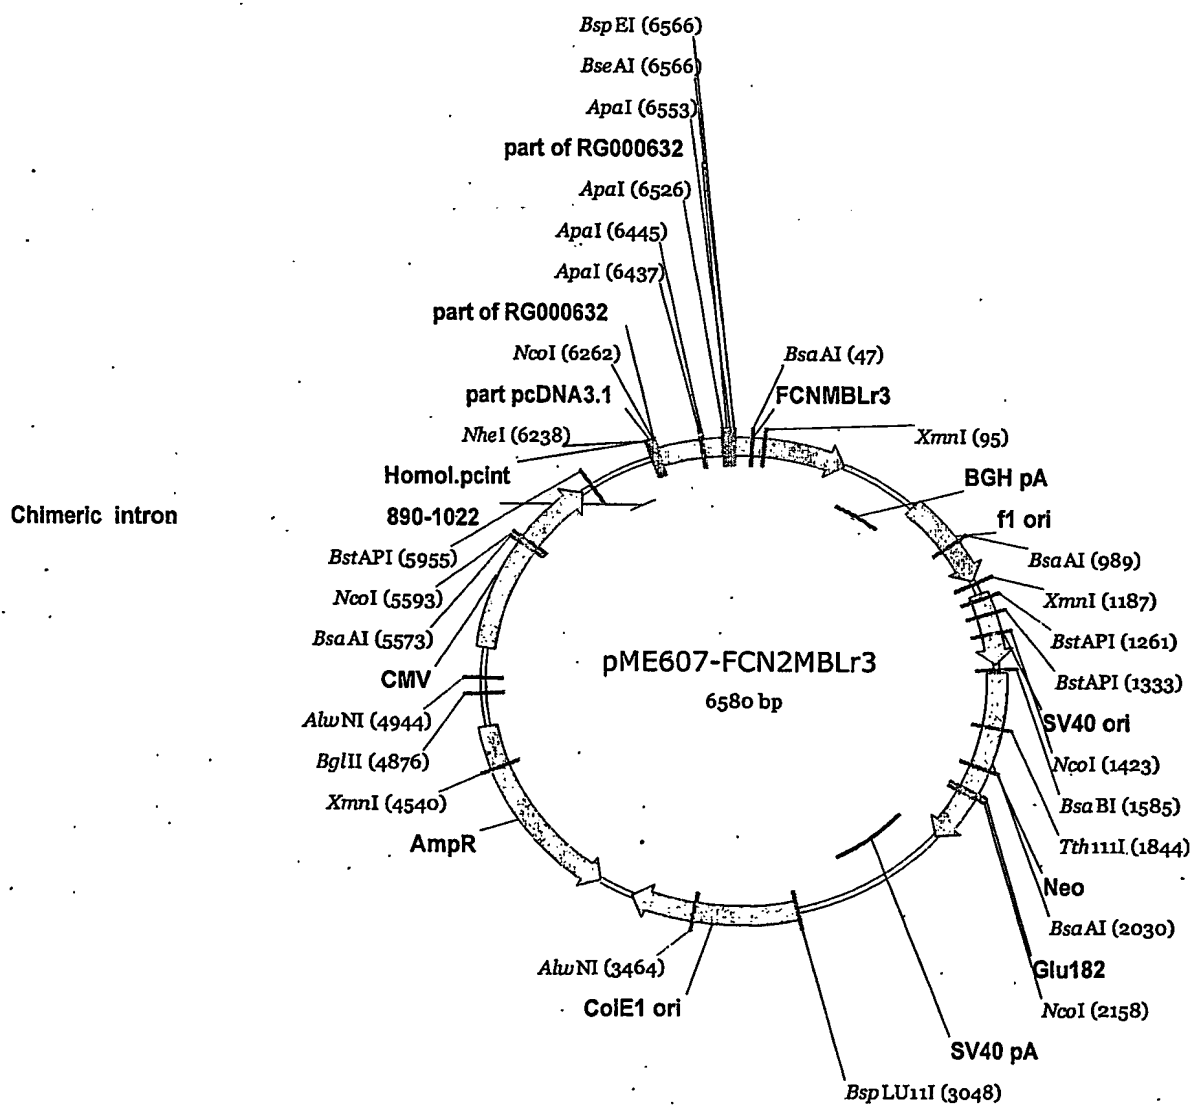 BspEI (6566)
BseAI (6566)
ApaI (6553)
part of RG000632
ApaI (6526)
ApaI (6445)
ApaI (6437)
part of RG000632
NcoI (6262)
BsaAI (47)
part pcDNA3.1
FCNMBLr3
NheI (6238)
XmnI (95)
Homol.pcint
BGH pA
Chimeric intron
890-1022
f1 ori
BstAPI (5955)
BsaAI (989)
NcoI (5593)
XmnI (1187)
BsaAI (5573)
BstAPI (1261)
pME607-FCN2MBLr3
CMV
BstAPI (1333)
6580 bp
AlwNI (4944)
SV40 ori
BglII (4876)
NcoI (1423)
XmnI (4540)
BsaBI (1585)
AmpR
Tth111I (1844)
Neo
BsaAI (2030)
AlwNI (3464)
Glu182
ColE1 ori
NcoI (2158)
SV40 pA
BspLU11I (3048)